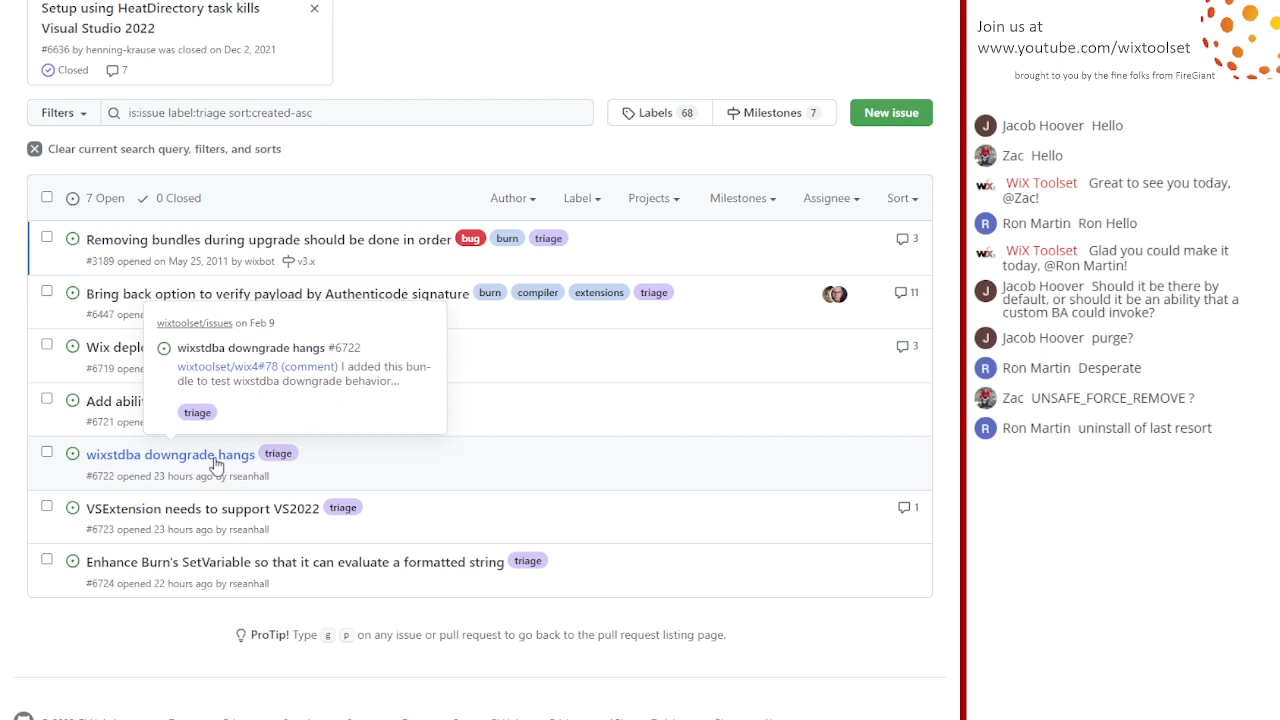 Setup using HeatDirectory task kills
Visual Studio 2022
#6636 by henning-krause was closed on Dec 2, 2021
Closed 7
Filters is:issue label:triage sort:created-asc Labels 68 Milestones 7 New issue
Clear current search query, filters, and sorts
7 Open 0 Closed Author Label Projects Milestones Assignee Sort
Removing bundles during upgrade should be done in order bug burn triage 3
#3189 opened on May 25, 2011 by wixbot v3.x
Bring back option to verify payload by Authenticode signature burn compiler extensions triage 11
#6447 opene
wixtoolset/issues on Feb 9
Wix deplo 3
wixstdba downgrade hangs #6722
#6719 opened
wixtoolset/wix4#78 (comment) I added this bun-
dle to test wixstdba downgrade behavior...
Add abilit
triage
#6721 opened
wixstdba downgrade hangs triage
#6722 opened 23 hours ago by rseanhall
VSExtension needs to support VS2022 triage 1
#6723 opened 23 hours ago by rseanhall
Enhance Burn's SetVariable so that it can evaluate a formatted string triage
#6724 opened 22 hours ago by rseanhall
ProTip! Type g p on any issue or pull request to go back to the pull request listing page.
Join us at
www.youtube.com/wixtoolset
brought to you by the fine folks from FireGiant
J Jacob Hoover Hello
Zac Hello
WiX WiX Toolset Great to see you today,
@Zac!
R Ron Martin Ron Hello
WiX WiX Toolset Glad you could make it
today, @Ron Martin!
J Jacob Hoover Should it be there by
default, or should it be an ability that a
custom BA could invoke?
J Jacob Hoover purge?
R Ron Martin Desperate
Zac UNSAFE_FORCE_REMOVE ?
R Ron Martin uninstall of last resort